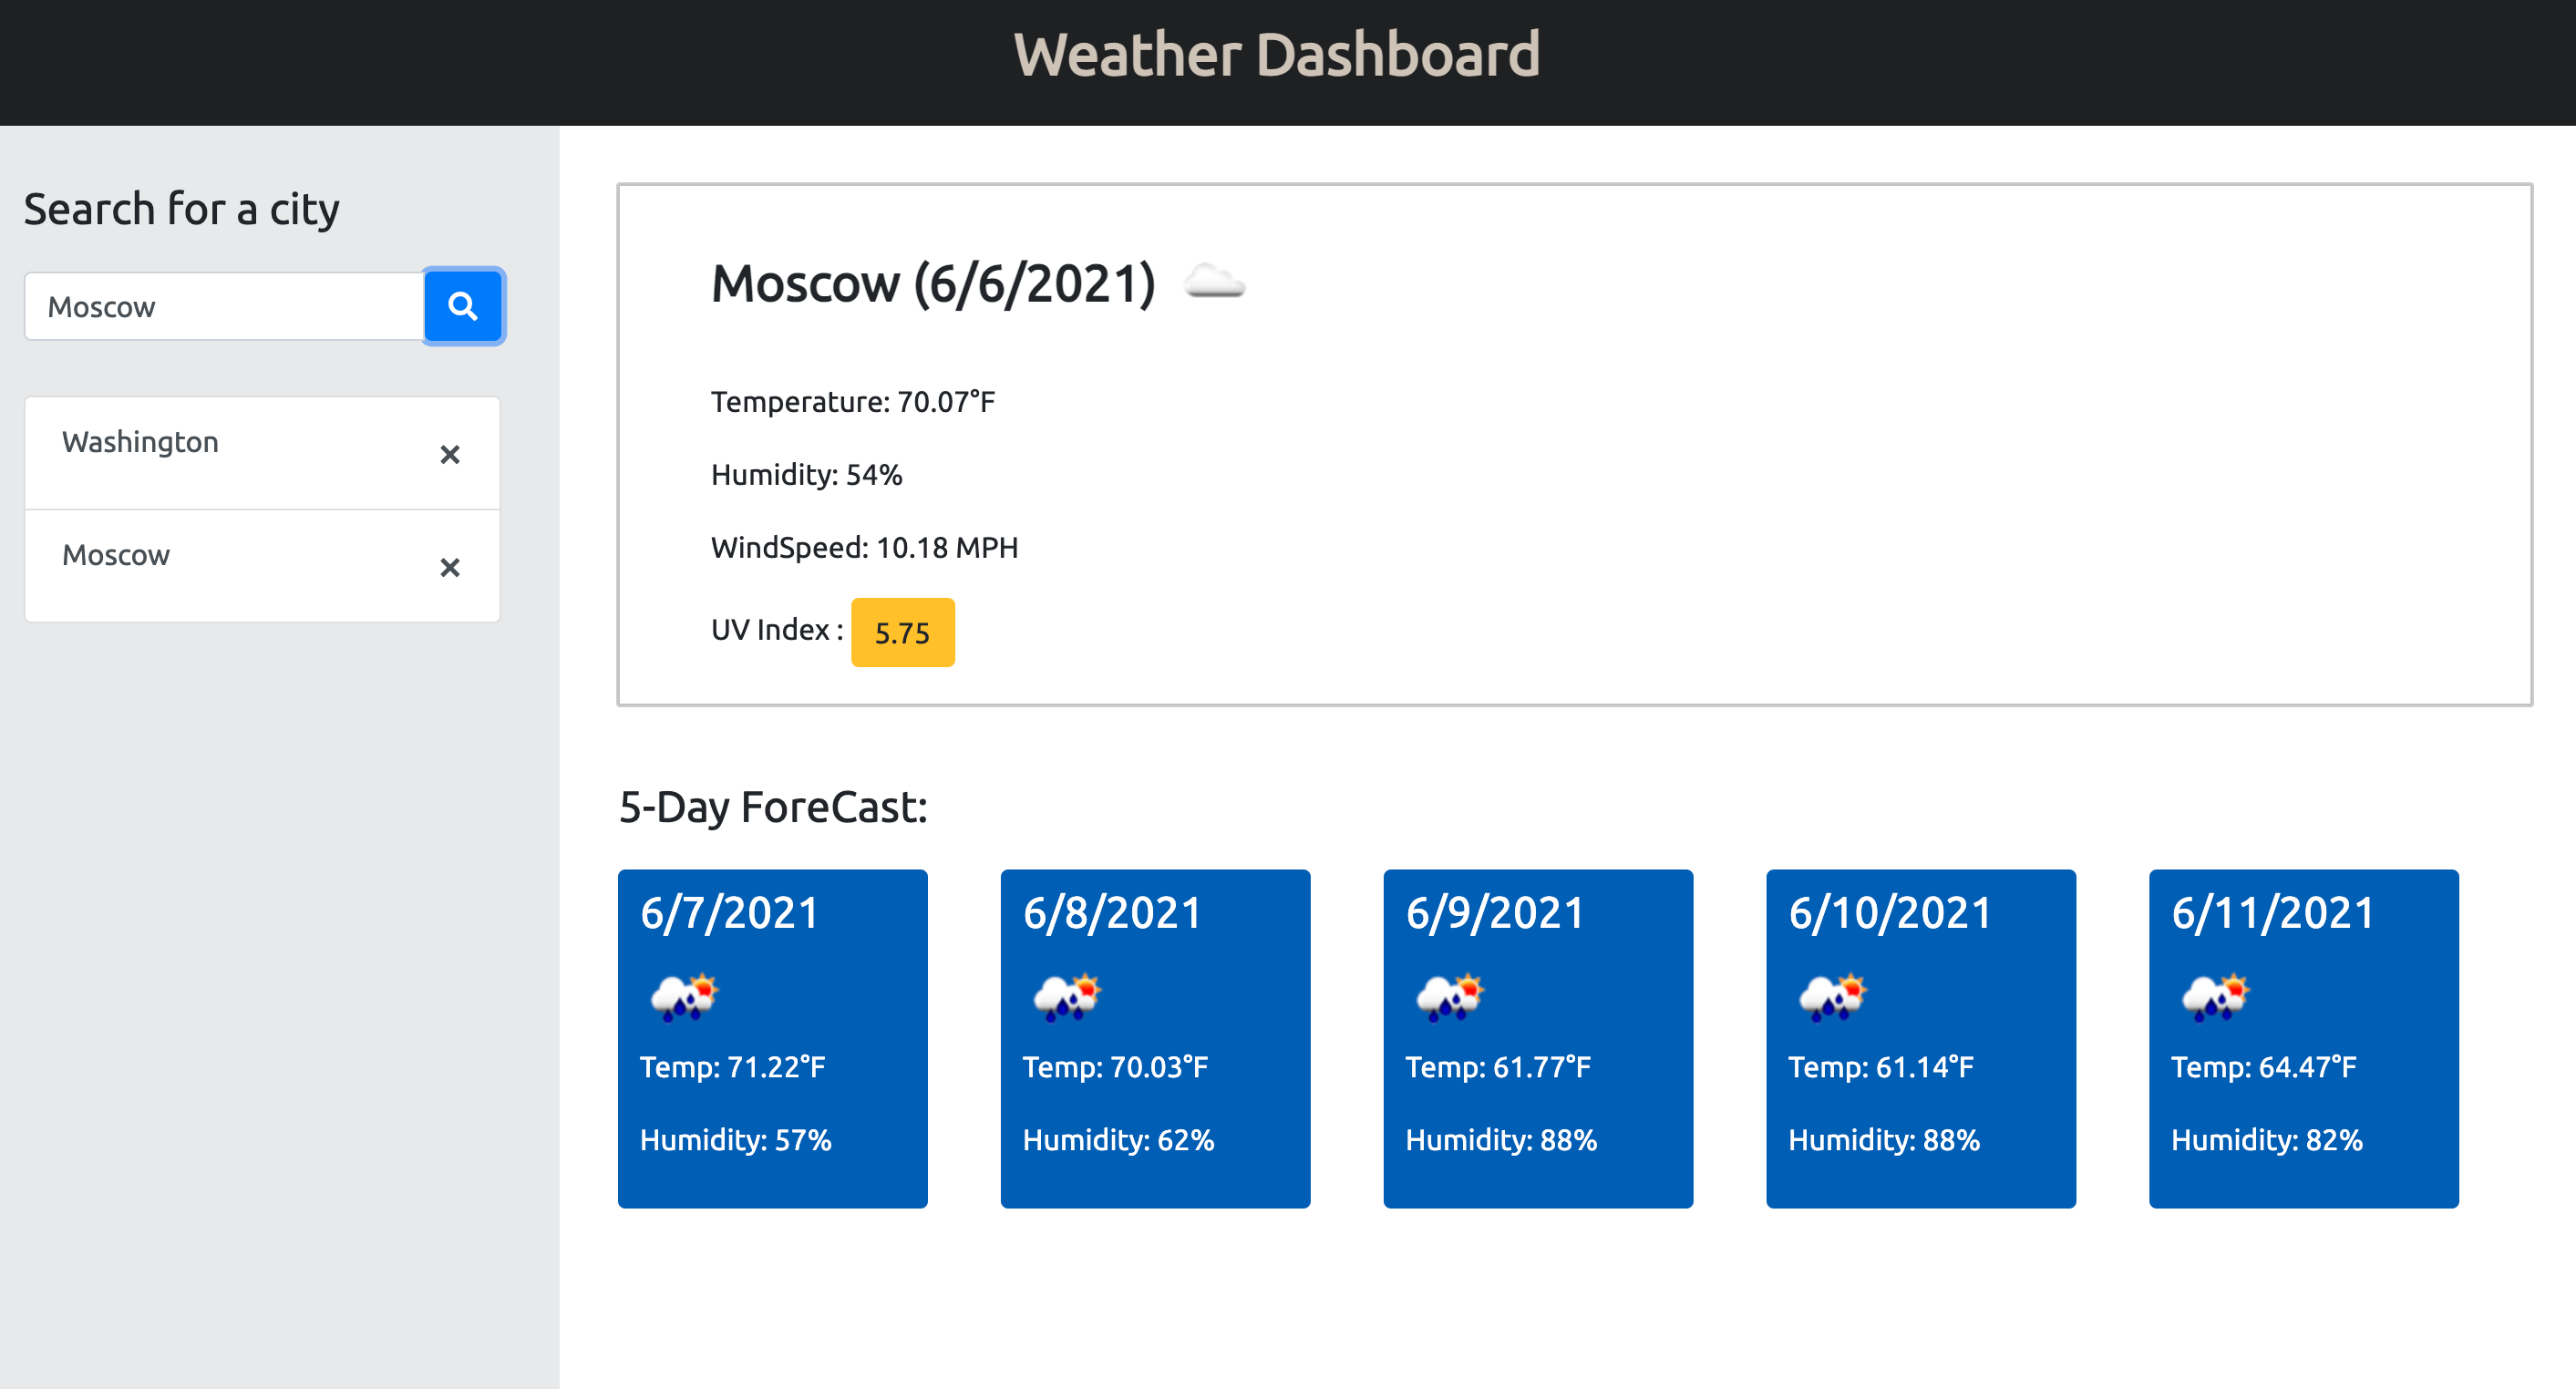 Weather Dashboard
Search for a city
Moscow
Washington
Moscow
Moscow (6/6/2021)
Temperature: 70.07°F
Humidity: 54%
WindSpeed: 10.18 MPH
UV Index : 5.75
5-Day ForeCast:
6/7/2021
Temp: 71.22°F
Humidity: 57%
6/8/2021
Temp: 70.03°F
Humidity: 62%
6/9/2021
Temp: 61.77°F
Humidity: 88%
6/10/2021
Temp: 61.14°F
Humidity: 88%
6/11/2021
Temp: 64.47°F
Humidity: 82%